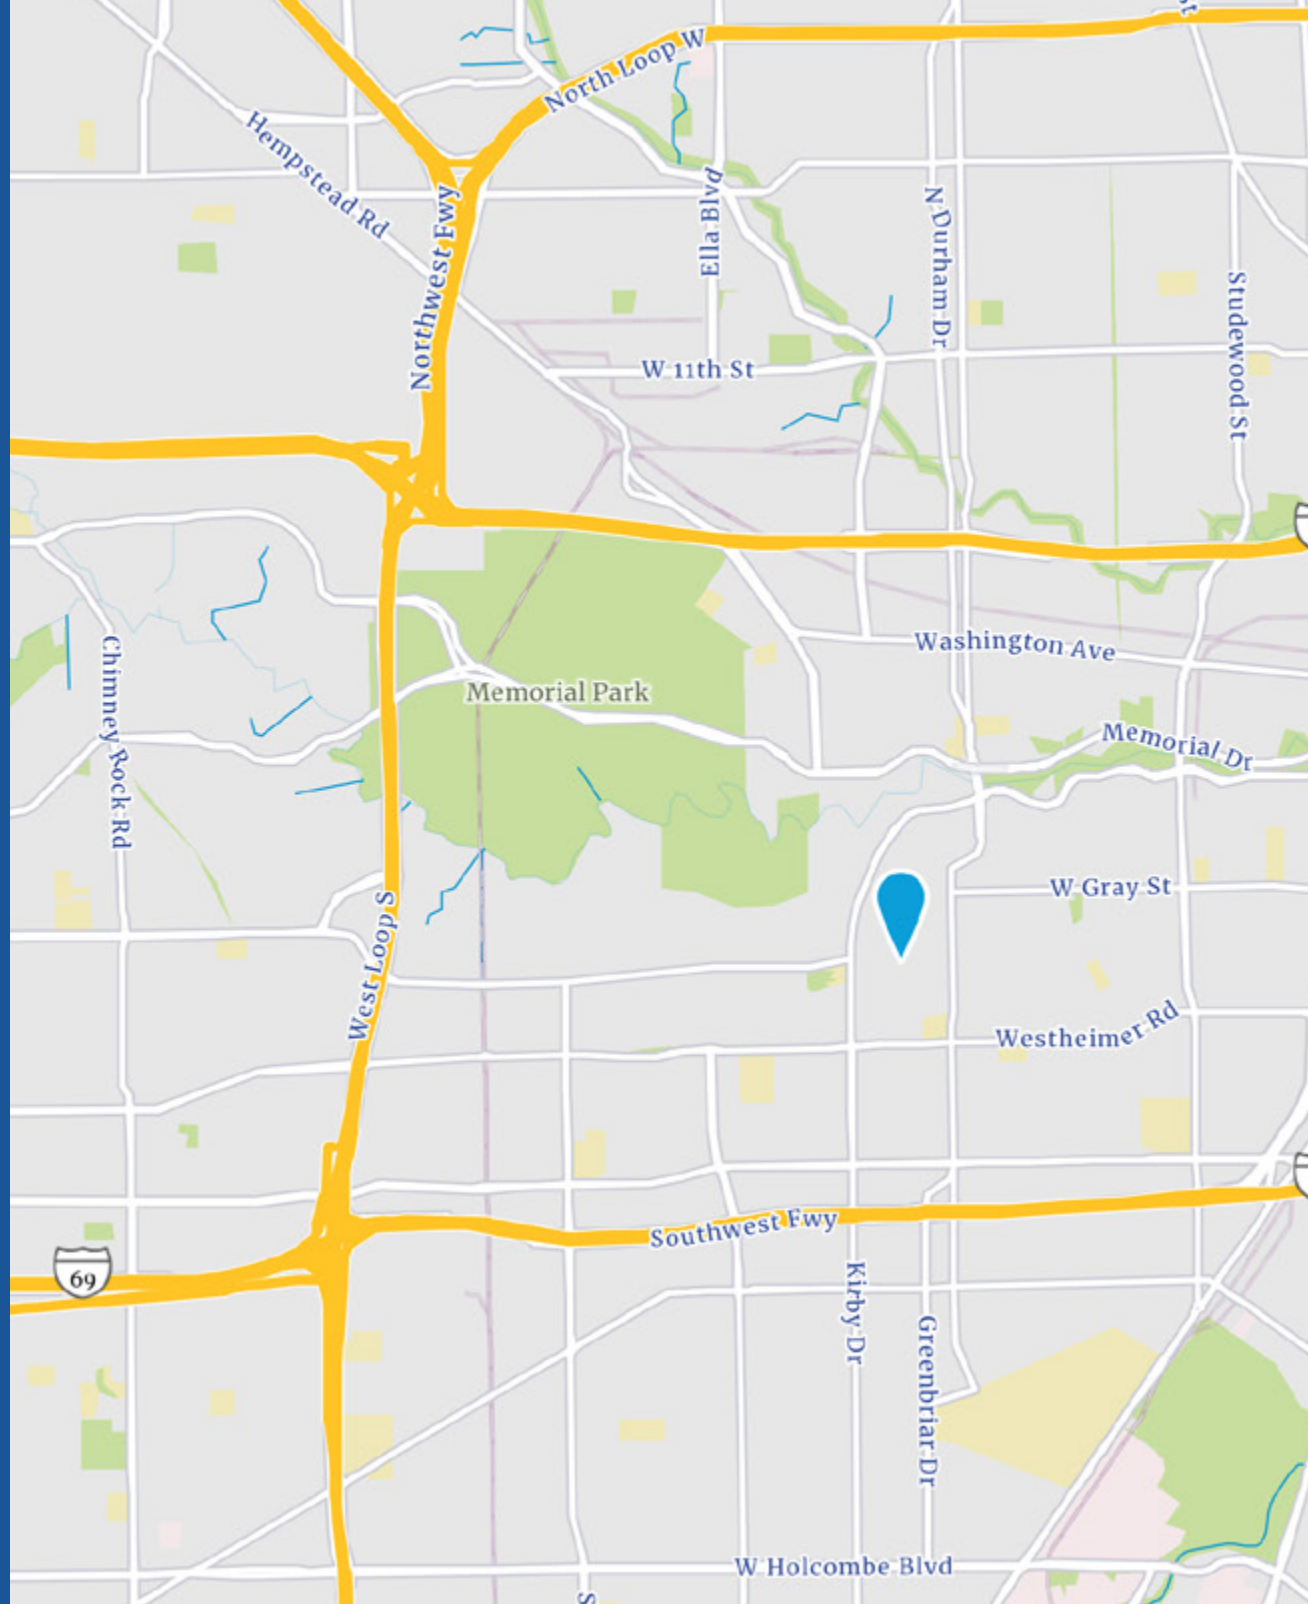 North Loop W
Hempstead Rd
Northwest Fwy
Ella Blvd
N Durham Dr
Studewood St
W 11th St
Washington Ave
Chimney Rock Rd
Memorial Park
Memorial Dr
W Gray St
West Loop S
Westheimer Rd
Southwest Fwy
69
Kirby Dr
Greenbriar Dr
W Holcombe Blvd
S